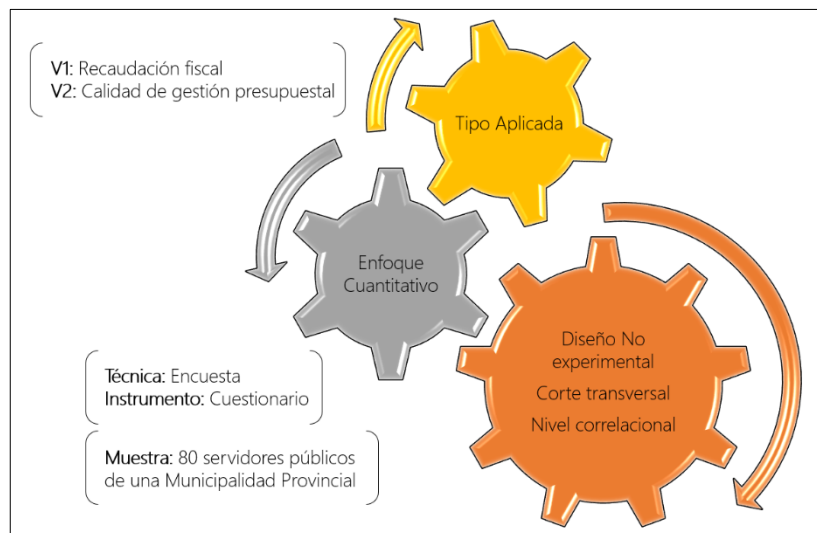 V1: Recaudación fiscal
V2: Calidad de gestión presupuestal
Tipo Aplicada
Enfoque
Cuantitativo
Diseño No
experimental
Corte transversal
Nivel correlacional
Técnica: Encuesta
Instrumento: Cuestionario
Muestra: 80 servidores públicos
de una Municipalidad Provincial